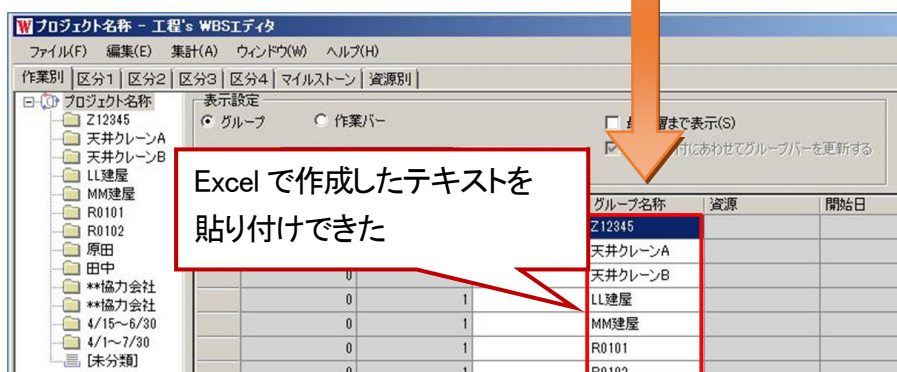 プロジェクト名称 - 工程's WBSエディタ
ファイル(F) 編集(E) 集計(A) ウィンドウ(W) ヘルプ(H)
作業別 区分1 区分2 区分3 区分4 マイルストーン 資源別
プロジェクト名称
Z12345
天井クレーンA
天井クレーンB
LL建屋
MM建屋
R0101
R0102
原田
田中
**協力会社
**協力会社
4/15～6/30
4/1～7/30
[未分類]
表示設定
グループ 作業バー
まで表示(S)
にあわせてグループバーを更新する
Excel で作成したテキストを
貼り付けできた
グループ名称 資源 開始日
Z12345
天井クレーンA
0 天井クレーンB
0 1 LL建屋
0 1 MM建屋
0 1 R0101
0 1 R0102